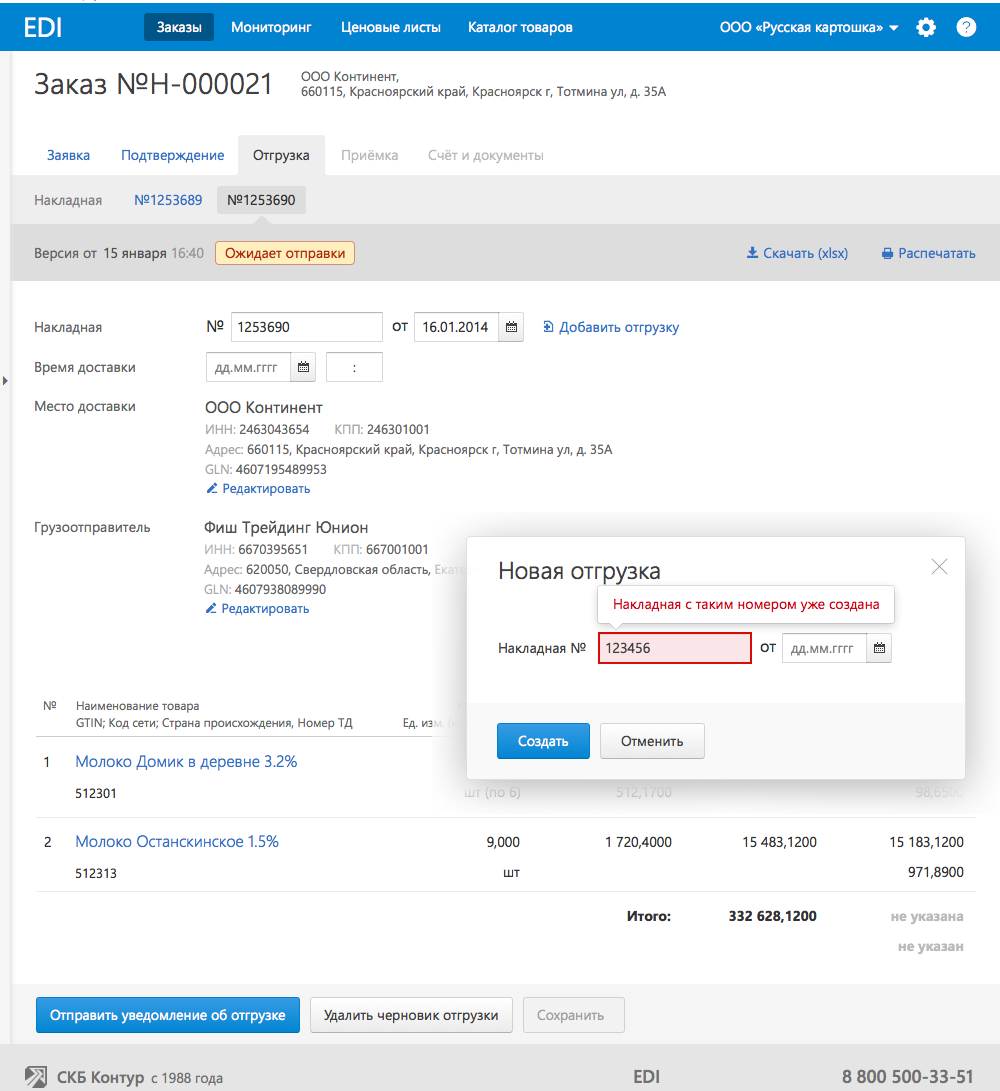 EDI Заказы Мониторинг Ценовые листы Каталог товаров ООО «Русская картошка» ?
Заказ №Н-000021
ООО Континент,
660115, Красноярский край, Красноярск г, Тотмина ул, д. 35А
Заявка Подтверждение Отгрузка Приёмка Счёт и документы
Накладная №1253689 №1253690
Версия от 15 января 16:40 Ожидает отправки Скачать (xlsx) Распечатать
Накладная № 1253690 от 16.01.2014 Добавить отгрузку
Время доставки дд.мм.гггг :
Место доставки ООО Континент
ИНН: 2463043654 КПП: 246301001
Адрес: 660115, Красноярский край, Красноярск г, Тотмина ул, д. 35А
GLN: 4607195489953
Редактировать
Грузоотправитель Фиш Трейдинг Юнион
ИНН: 6670395651 КПП: 667001001
Адрес: 620050, Свердловская область,
GLN: 4607938089990
Редактировать
Новая отгрузка
Накладная с таким номером уже создана
Накладная № 123456 от дд.мм.гггг
Создать Отменить
№ Наименование товара
GTIN; Код сети; Страна происхождения, Номер ТД Ед. изм.
1 Молоко Домик в деревне 3.2%
512301 шт (по 6) 512,1700 98,6500
2 Молоко Останскинское 1.5% 9,000 1 720,4000 15 483,1200 15 183,1200
512313 шт 971,8900
Итого: 332 628,1200 не указана
не указан
Отправить уведомление об отгрузке Удалить черновик отгрузки Сохранить
СКБ Контур с 1988 года EDI 8 800 500-33-51